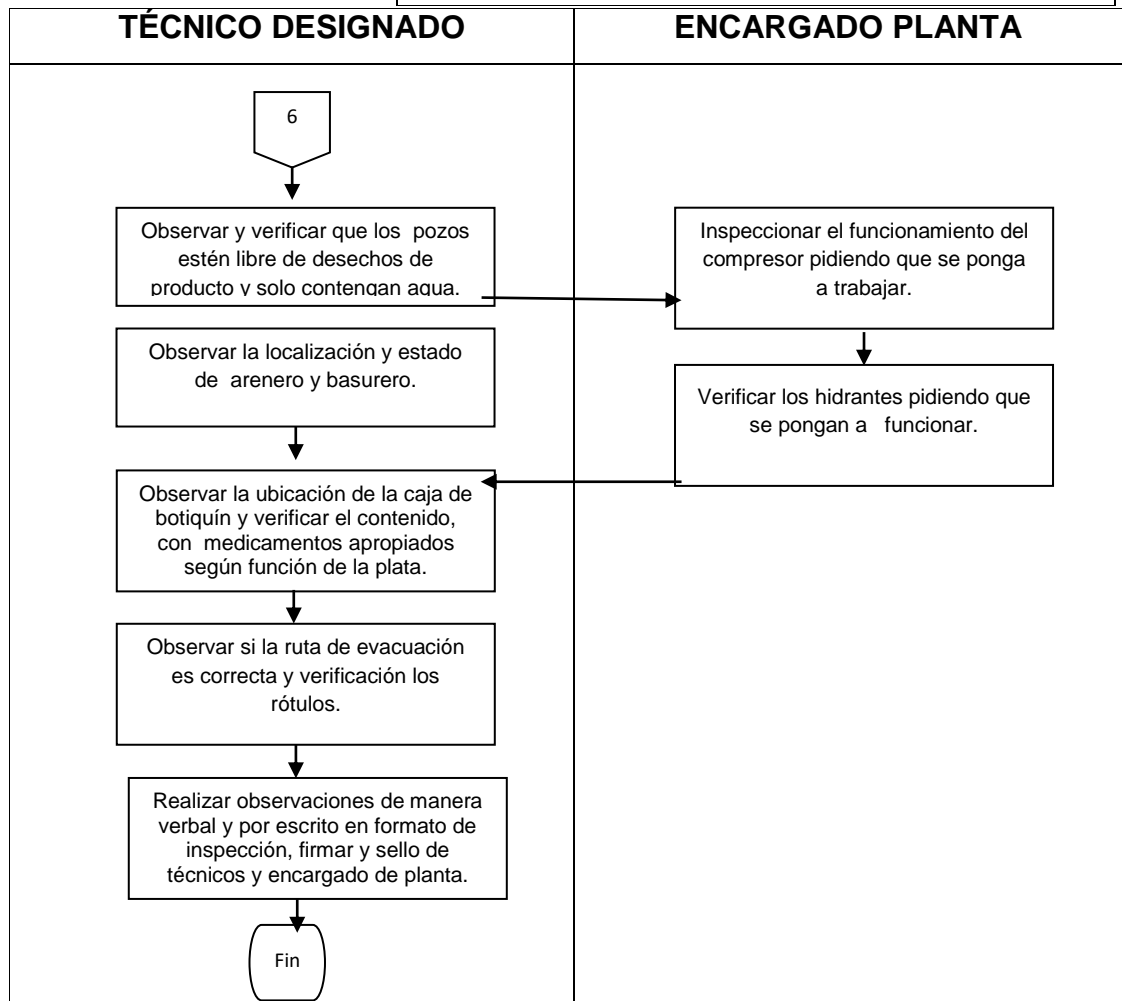 TÉCNICO DESIGNADO
ENCARGADO PLANTA
6
Observar y verificar que los pozos
estén libre de desechos de
producto y solo contengan agua.
Inspeccionar el funcionamiento del
compresor pidiendo que se ponga
a trabajar.
Observar la localización y estado
de arenero y basurero.
Verificar los hidrantes pidiendo que
se pongan a funcionar.
Observar la ubicación de la caja de
botiquín y verificar el contenido,
con medicamentos apropiados
según función de la plata.
Observar si la ruta de evacuación
es correcta y verificación los
rótulos.
Realizar observaciones de manera
verbal y por escrito en formato de
inspección, firmar y sello de
técnicos y encargado de planta.
Fin